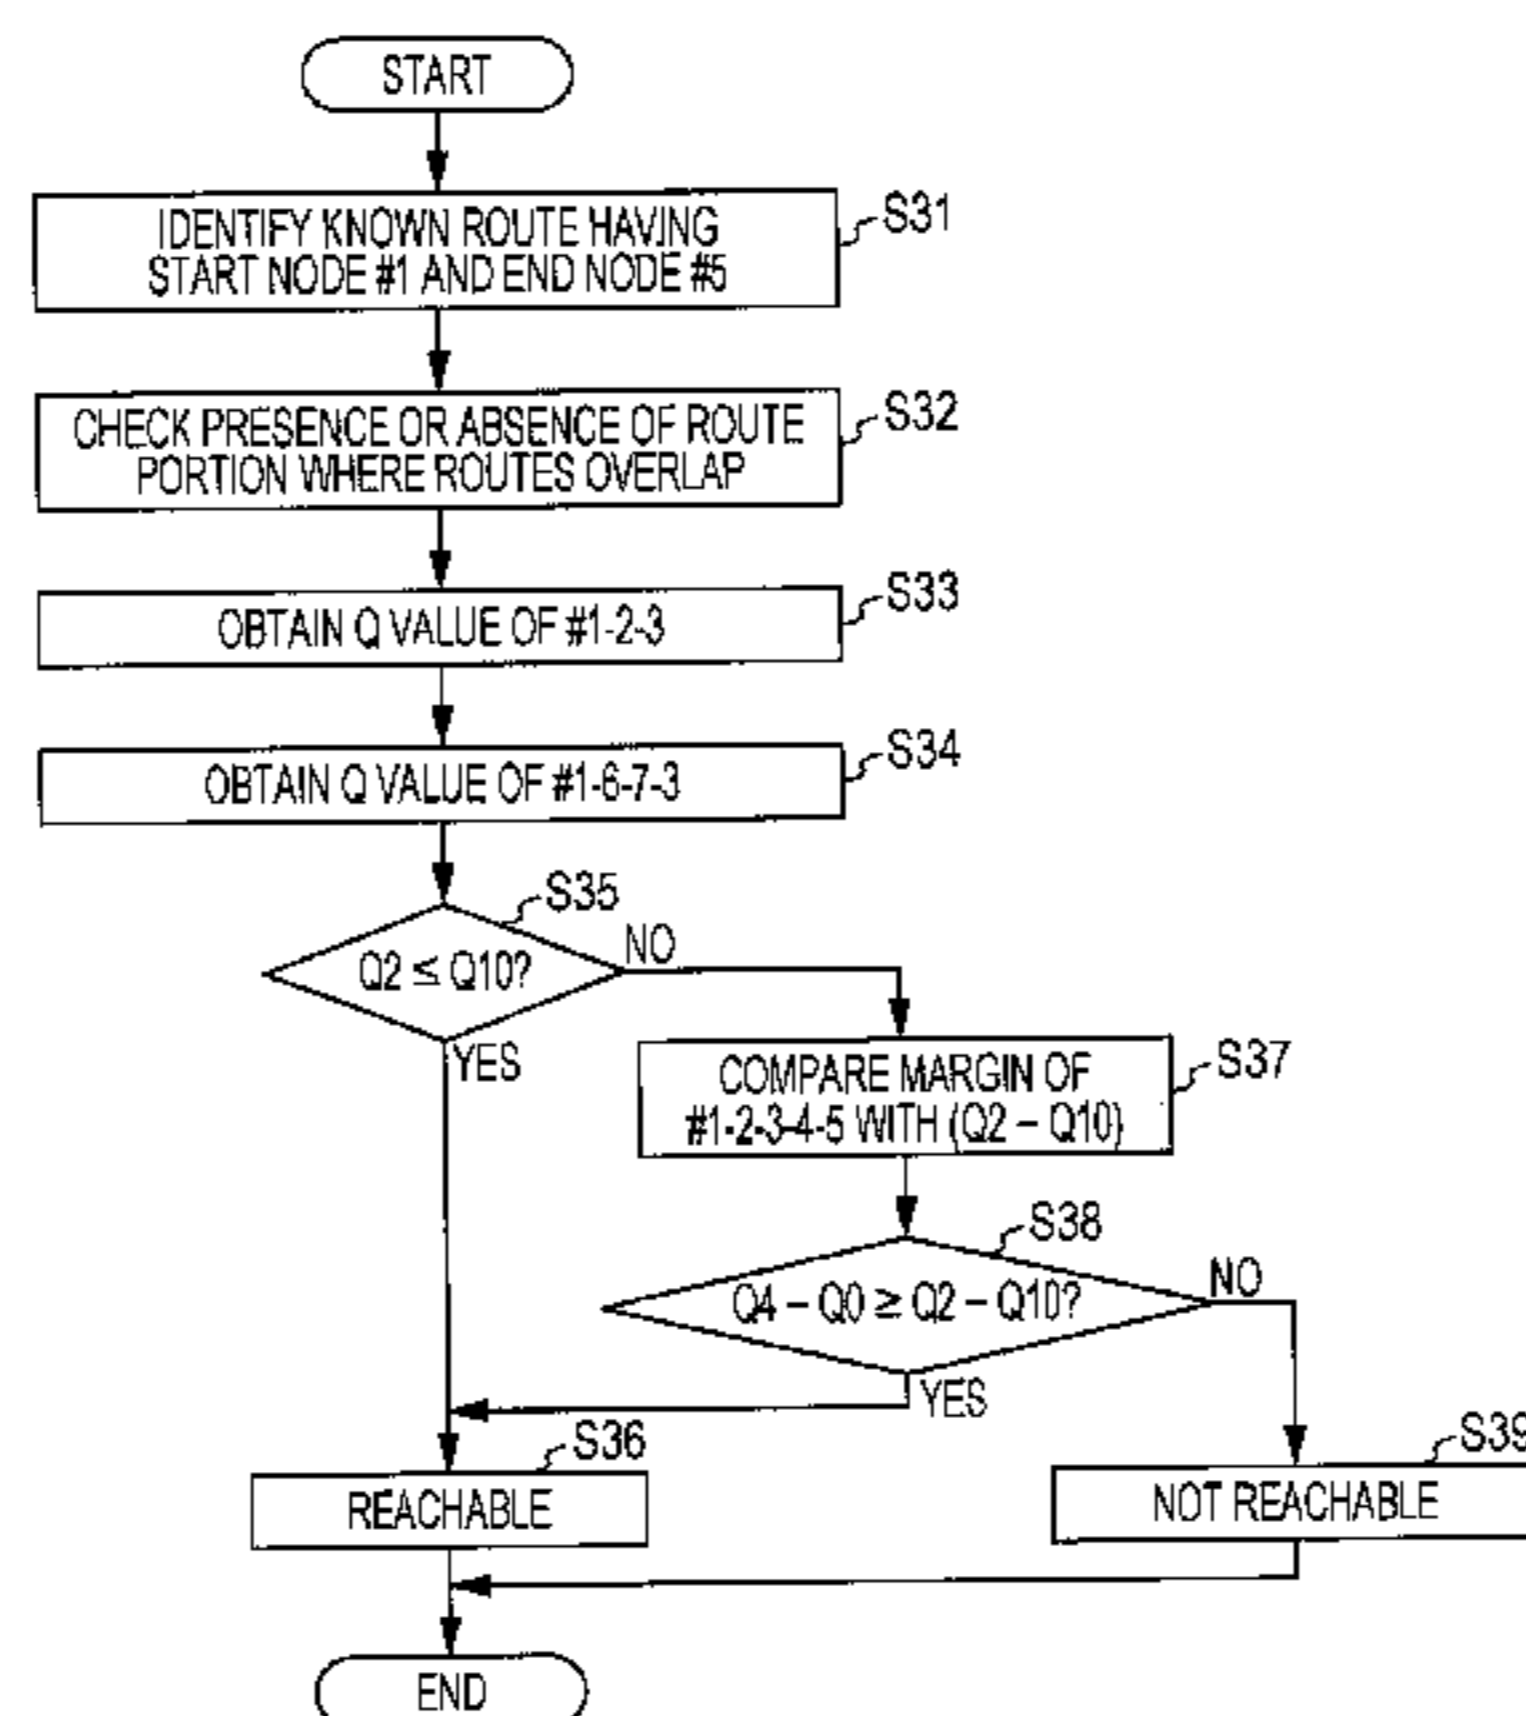 START
IDENTIFY KNOWN ROUTE HAVING
START NODE #1 AND END NODE #5
S31
CHECK PRESENCE OR ABSENCE OF ROUTE
PORTION WHERE ROUTES OVERLAP
S32
OBTAIN Q VALUE OF #1-2-3
S33
OBTAIN Q VALUE OF #1-6-7-3
S34
S35
Q2 ≤ Q10?
NO
YES
COMPARE MARGIN OF
#1-2-3-4-5 WITH (Q2 – Q10)
S37
S38
Q4 – Q0 ≥ Q2 – Q10?
NO
YES
S36
REACHABLE
S39
NOT REACHABLE
END